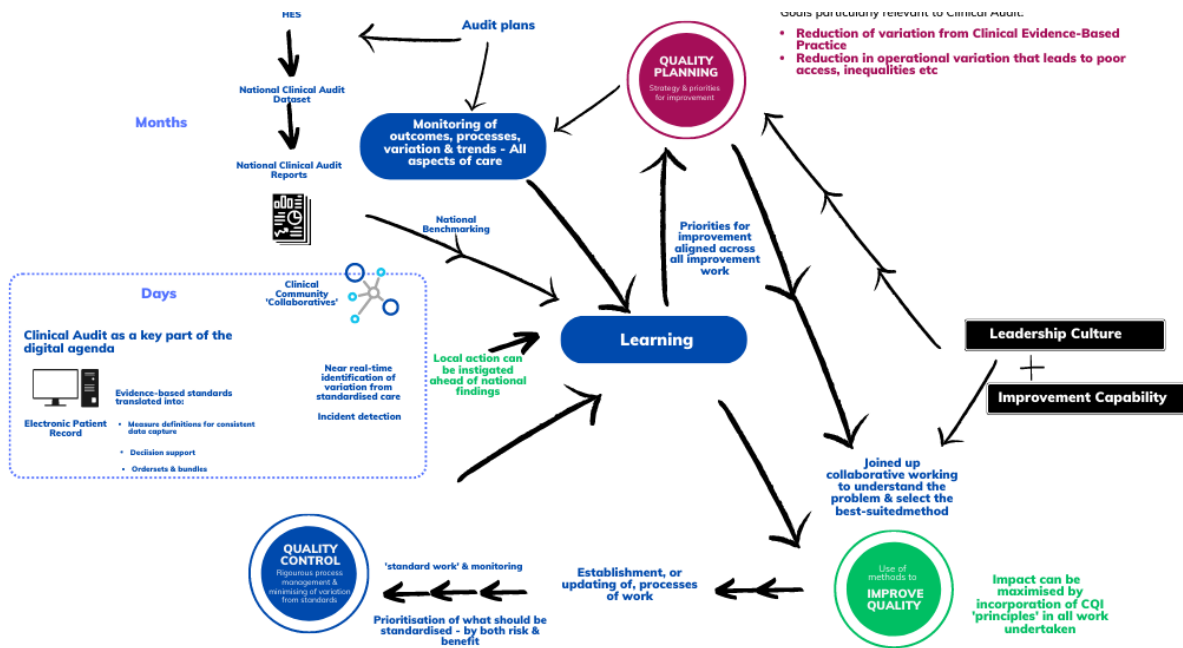 HES
Audit plans
Goals particularly relevant to Clinical Audit:
• Reduction of variation from Clinical Evidence-Based
Practice
• Reduction in operational variation that leads to poor
access, inequalities etc
QUALITY
PLANNING
Strategy & priorities
for improvement
National Clinical Audit
Dataset
Months
Monitoring of
outcomes, processes,
variation & trends - All
aspects of care
National Clinical Audit
Reports
National
Benchmarking
Priorities for
improvement
aligned across
all improvement
work
Days
Clinical
Community
'Collaboratives'
Clinical Audit as a key part of the
digital agenda
Learning
Leadership Culture
+
Improvement Capability
Local action can
be instigated
ahead of national
findings
Near real-time
identification of
variation from
standardised care
Incident detection
Evidence-based standards
translated into:
Electronic Patient
Record
• Measure definitions for consistent
data capture
• Deciision support
• Ordersets & bundles
Joined up
collaborative working
to understand the
problem & select the
best-suitedmethod
QUALITY
CONTROL
Rigourous process
management &
minimising of variation
from standards
'standard work' & monitoring
Prioritisation of what should be
standardised - by both risk &
benefit
Establishment, or
updating of, processes
of work
Use of
methods to
IMPROVE
QUALITY
Impact can be
maximised by
incorporation of CQI
'principles' in all work
undertaken